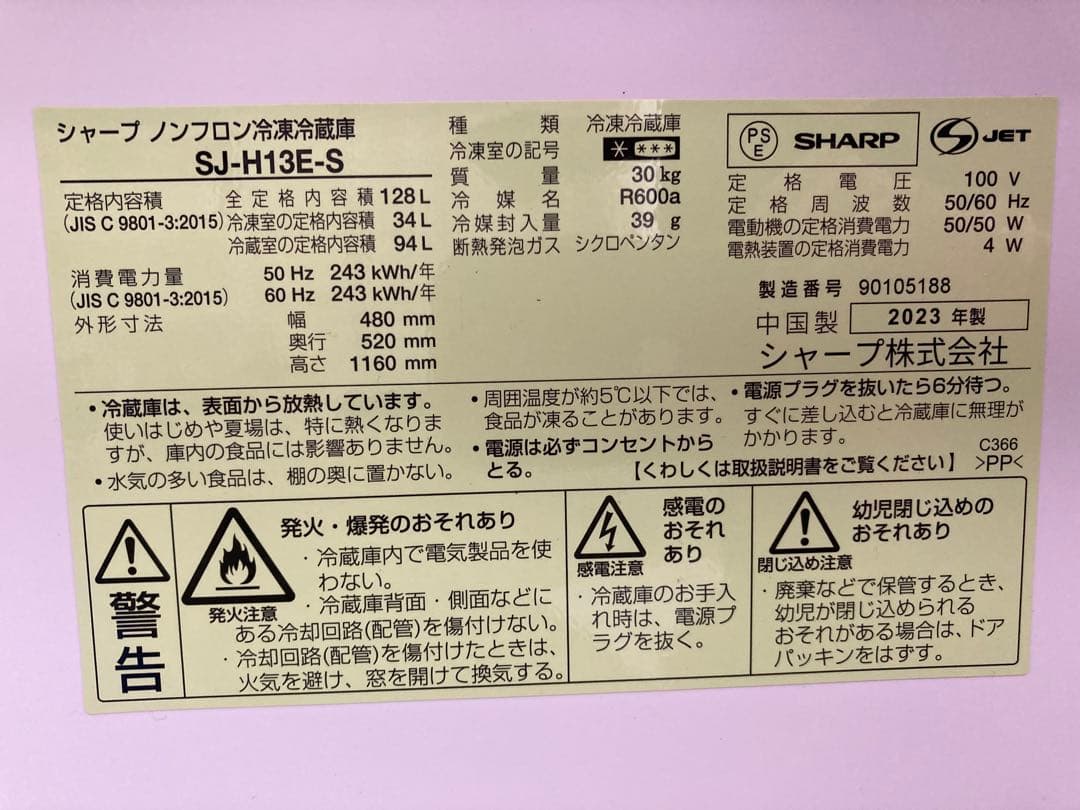 シャープ ノンフロン冷凍冷蔵庫
SJ-H13E-S
定格内容積 全定格内容積 128 L
(JIS C 9801-3:2015) 冷凍室の定格内容積 34 L
冷蔵室の定格内容積 94 L
消費電力量 50 Hz 243 kWh/年
(JIS C 9801-3:2015) 60 Hz 243 kWh/年
外形寸法 幅 480 mm
奥行 520 mm
高さ 1160 mm
種類 冷凍冷蔵庫
冷凍室の記号 * ***
質量 30 kg
冷媒名 R600a
冷媒封入量 39 g
断熱発泡ガス シクロペンタン
PS
E
SHARP
S JET
定格電圧 100 V
定格周波数 50/60 Hz
電動機の定格消費電力 50/50 W
電熱装置の定格消費電力 4 W
製造番号 90105188
中国製 2023 年製
シャープ株式会社
・冷蔵庫は、表面から放熱しています。
使いはじめや夏場は、特に熱くなりま
すが、庫内の食品には影響ありません。
・水気の多い食品は、棚の奥に置かない。
・周囲温度が約5℃以下では、
食品が凍ることがあります。
・電源は必ずコンセントから
とる。
・電源プラグを抜いたら6分待つ。
すぐに差し込むと冷蔵庫に無理が
かかります。
C366
【くわしくは取扱説明書をご覧ください】 >PP<
警告
発火注意
発火・爆発のおそれあり
・冷蔵庫内で電気製品を使
わない。
・冷蔵庫背面・側面などに
ある冷却回路(配管)を傷付けない。
・冷却回路(配管)を傷付けたときは、
火気を避け、窓を開けて換気する。
感電注意
感電の
おそれ
あり
・冷蔵庫のお手入
れ時は、電源プ
ラグを抜く。
閉じ込め注意
幼児閉じ込めの
おそれあり
・廃棄などで保管するとき、
幼児が閉じ込められる
おそれがある場合は、ドア
パッキンをはずす。